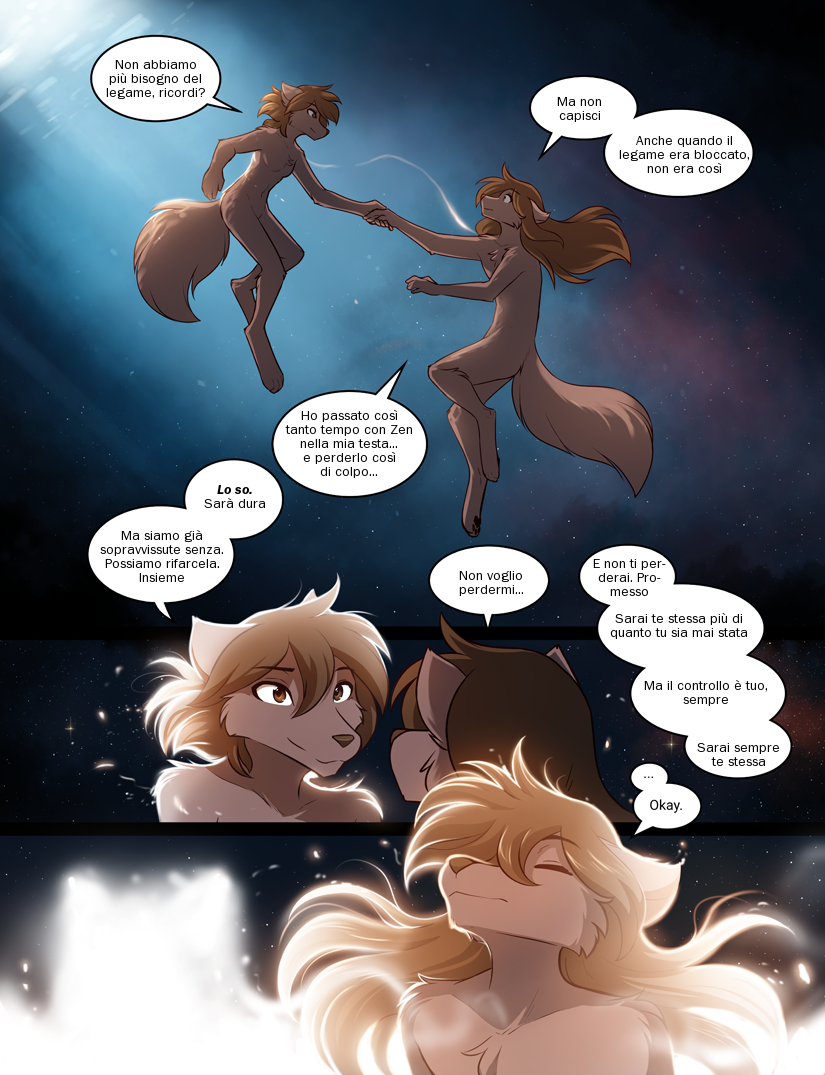 Non abbiamo
più bisogno del
legame, ricordi?
Ma non
capisci
Anche quando il
legame era bloccato,
non era così
Ho passato così
tanto tempo con Zen
nella mia testa...
e perderlo così
di colpo...
Lo so.
Sarà dura
Ma siamo già
sopravvissute senza.
Possiamo rifarcela.
Insieme
Non voglio
perdermi...
E non ti per-
derai. Pro-
messo
Sarai te stessa più di
quanto tu sia mai stata
Ma il controllo è tuo,
sempre
Sarai sempre
te stessa
...
Okay.